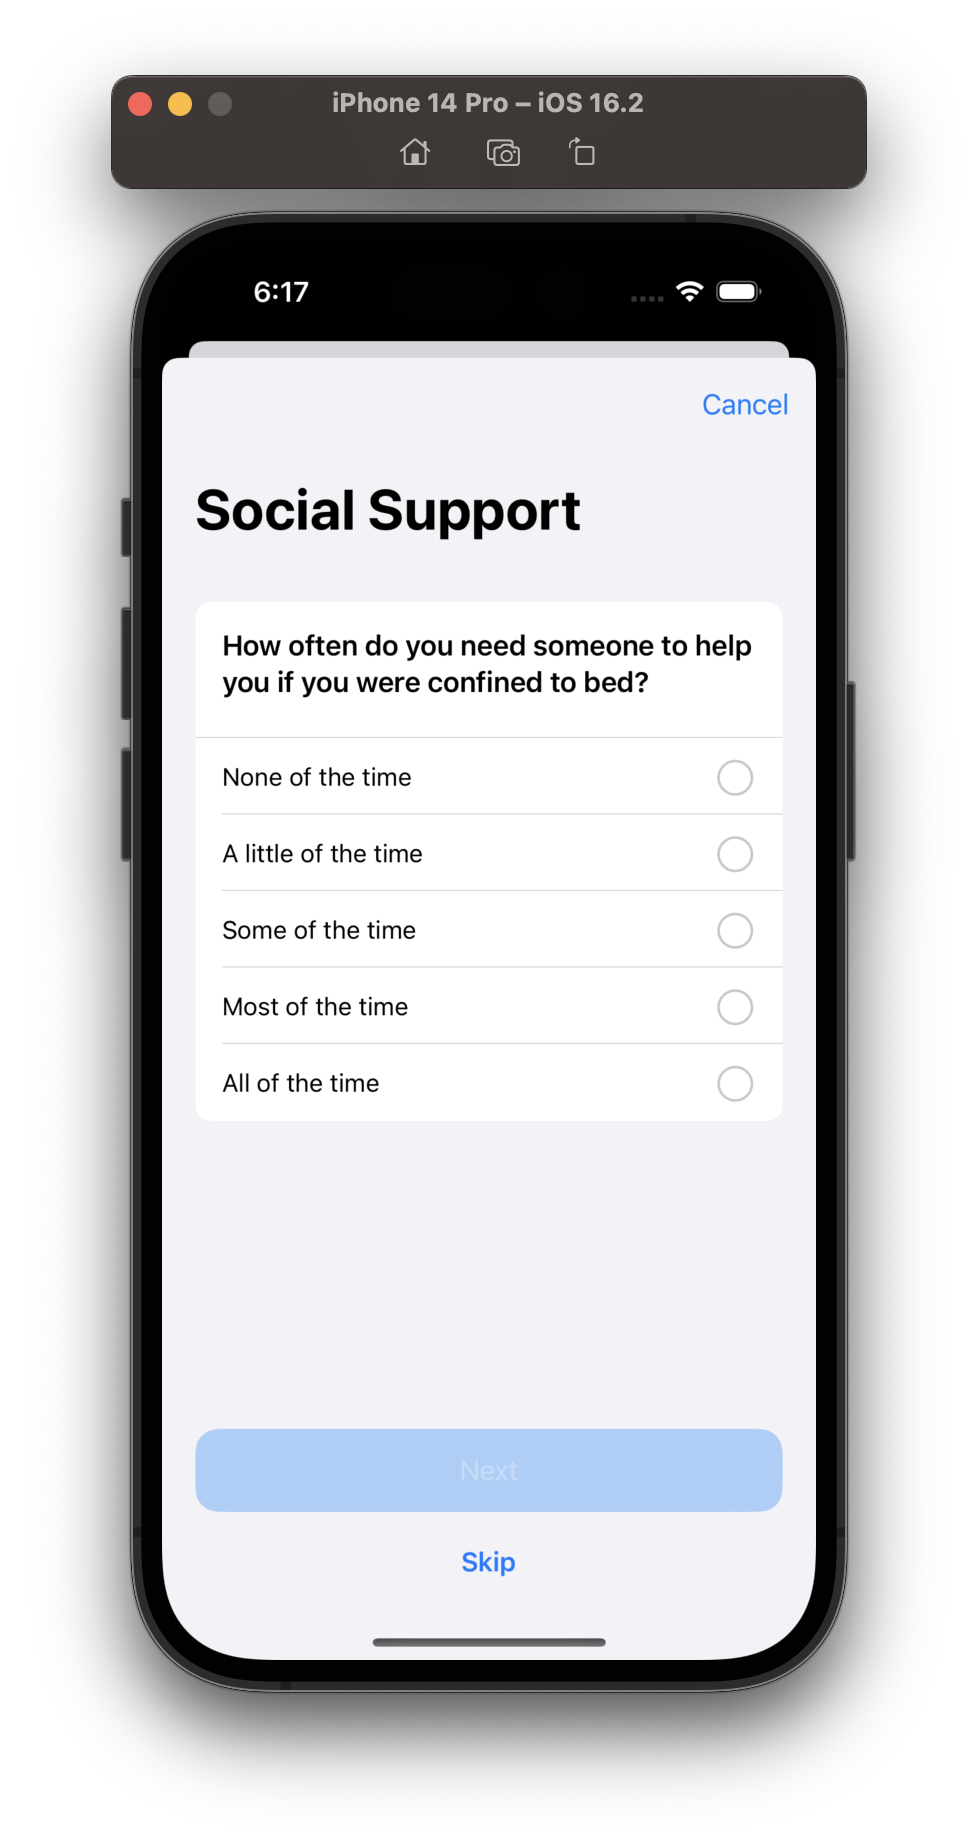 iPhone 14 Pro – iOS 16.2
6:17
Cancel
Social Support
How often do you need someone to help
you if you were confined to bed?
None of the time
A little of the time
Some of the time
Most of the time
All of the time
Next
Skip